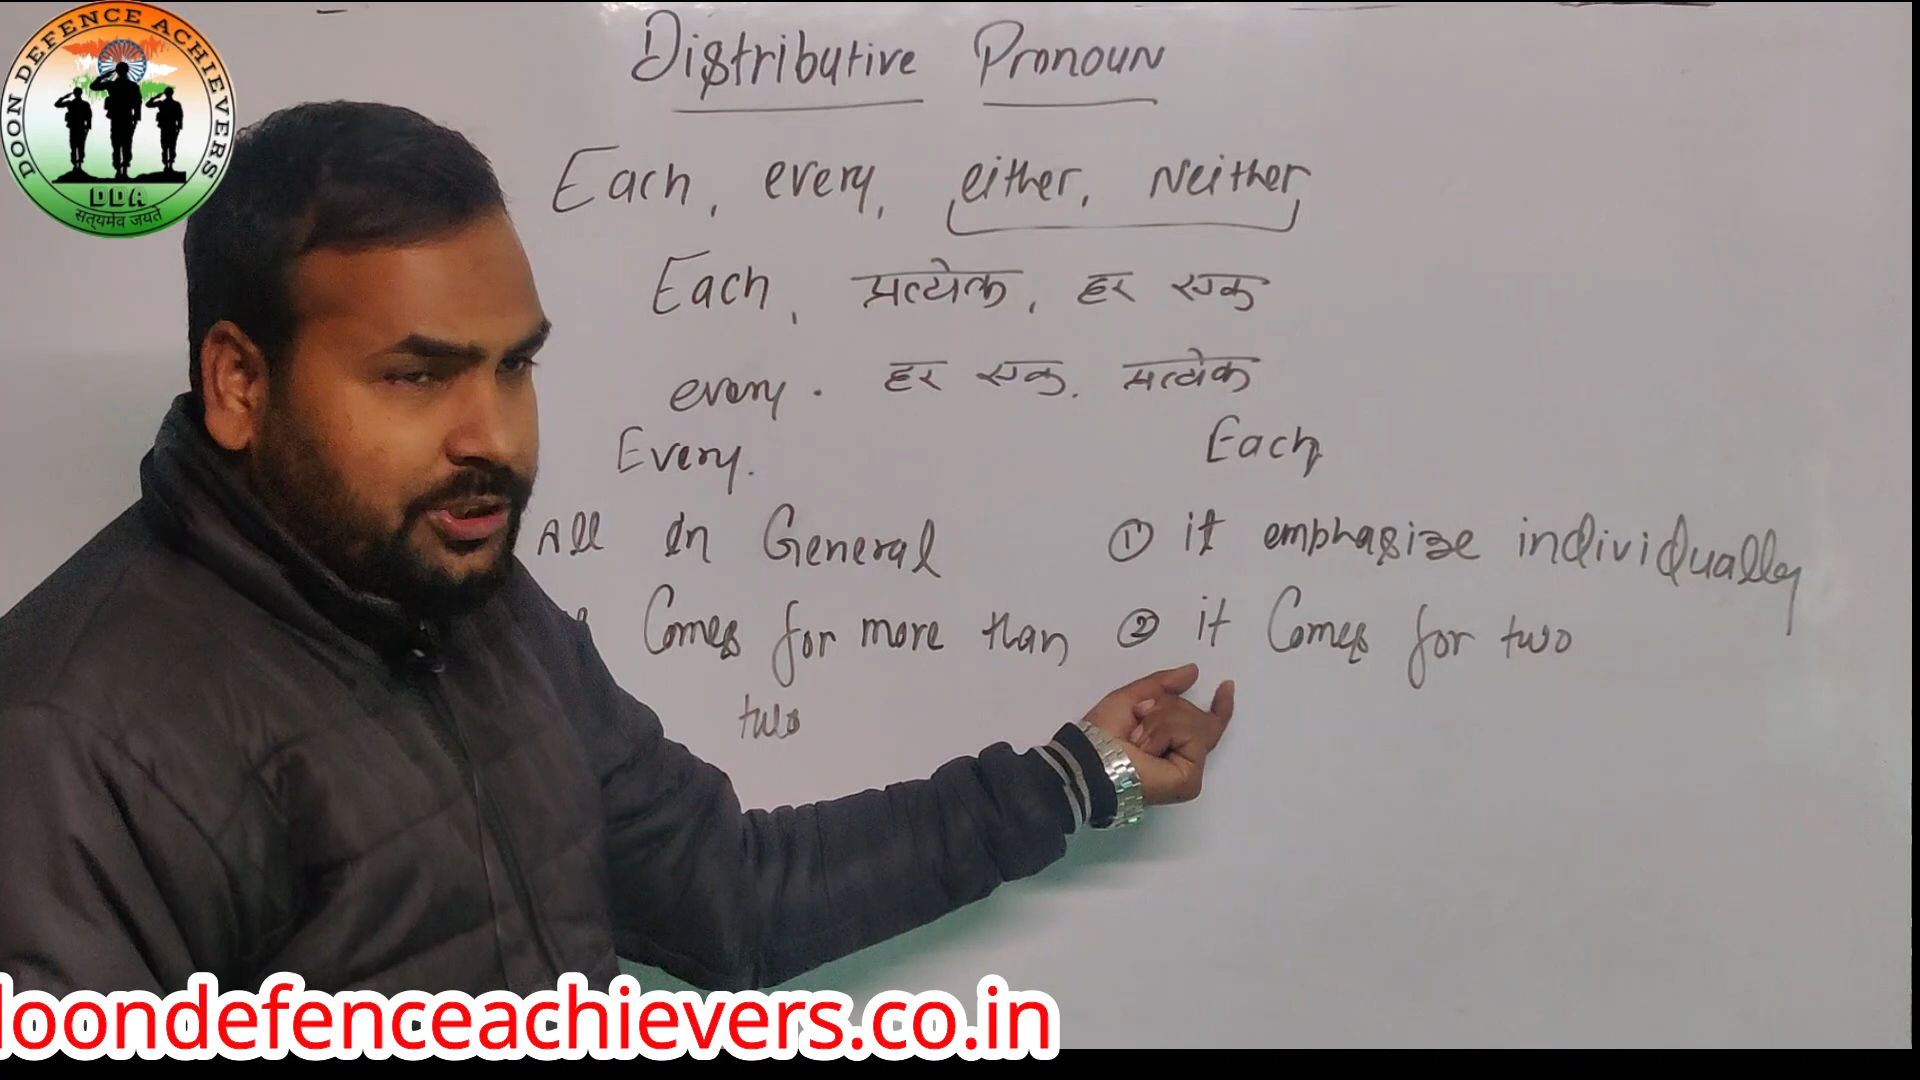 DOON DEFENCE ACHIEVERS
DDA
सत्यमेव जयते
Distributive Pronoun
Each, every, either, Neither
Each, प्रत्येक, हर एक
every. हर एक. प्रत्येक
Every. Each
All In General ① it emphasize individually
Comes for more than ② it Comes for two
two
doondefenceachievers.co.in